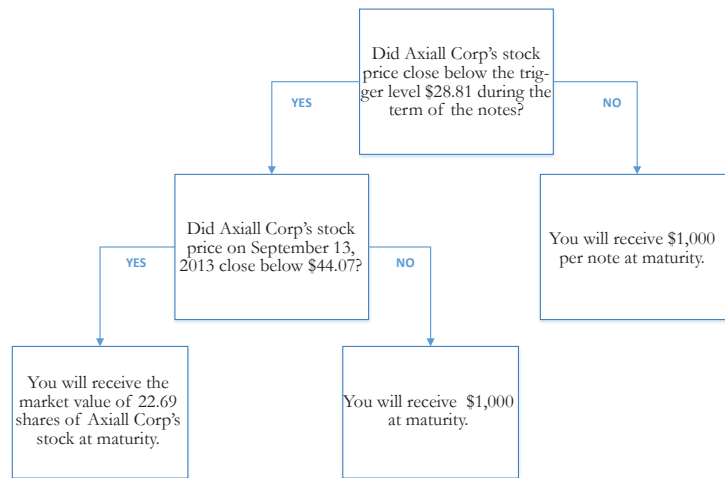 Did Axiall Corp's stock
price close below the trig-
ger level $28.81 during the
term of the notes?
YES
NO
Did Axiall Corp's stock
price on September 13,
2013 close below $44.07?
You will receive $1,000
per note at maturity.
YES
NO
You will receive the
market value of 22.69
shares of Axiall Corp's
stock at maturity.
You will receive $1,000
at maturity.